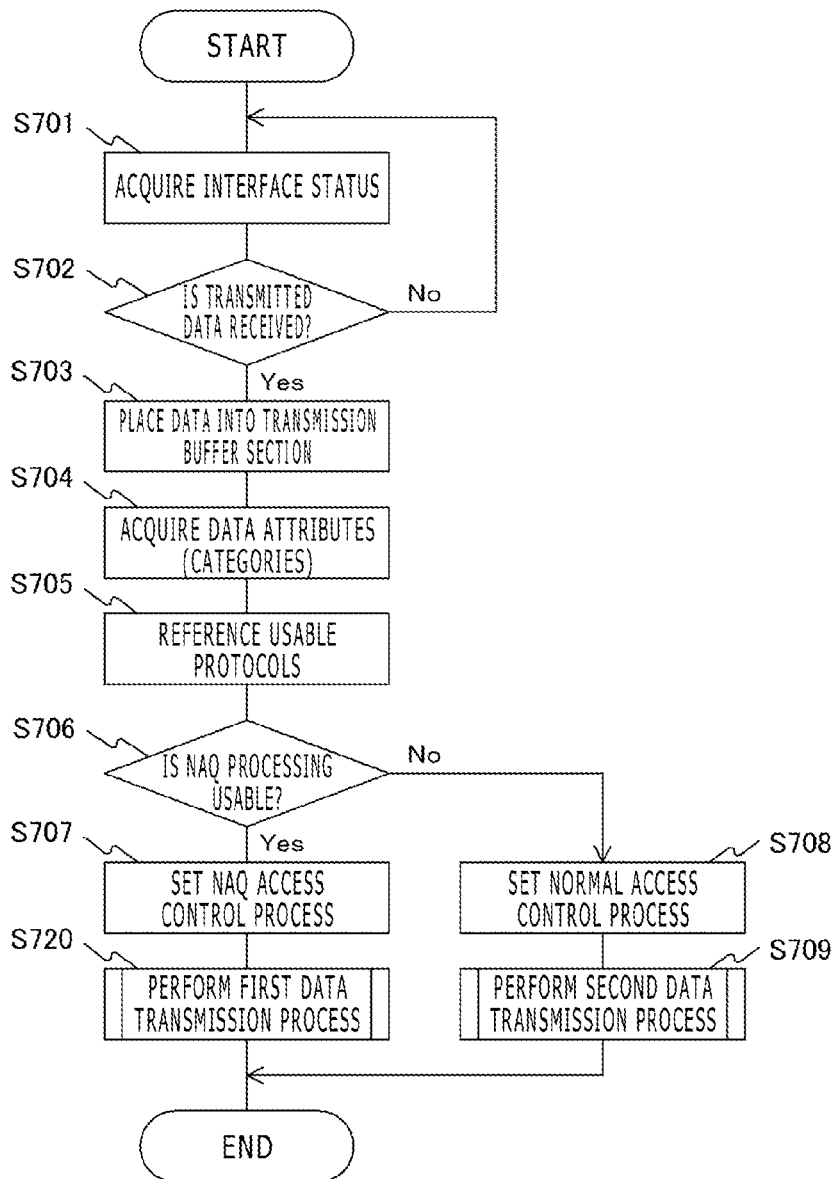 START
S701
ACQUIRE INTERFACE STATUS
S702
IS TRANSMITTED
DATA RECEIVED?
No
Yes
S703
PLACE DATA INTO TRANSMISSION
BUFFER SECTION
S704
ACQUIRE DATA ATTRIBUTES
(CATEGORIES)
S705
REFERENCE USABLE
PROTOCOLS
S706
IS NAQ PROCESSING
USABLE?
No
Yes
S707
SET NAQ ACCESS
CONTROL PROCESS
S708
SET NORMAL ACCESS
CONTROL PROCESS
S720
PERFORM FIRST DATA
TRANSMISSION PROCESS
S709
PERFORM SECOND DATA
TRANSMISSION PROCESS
END